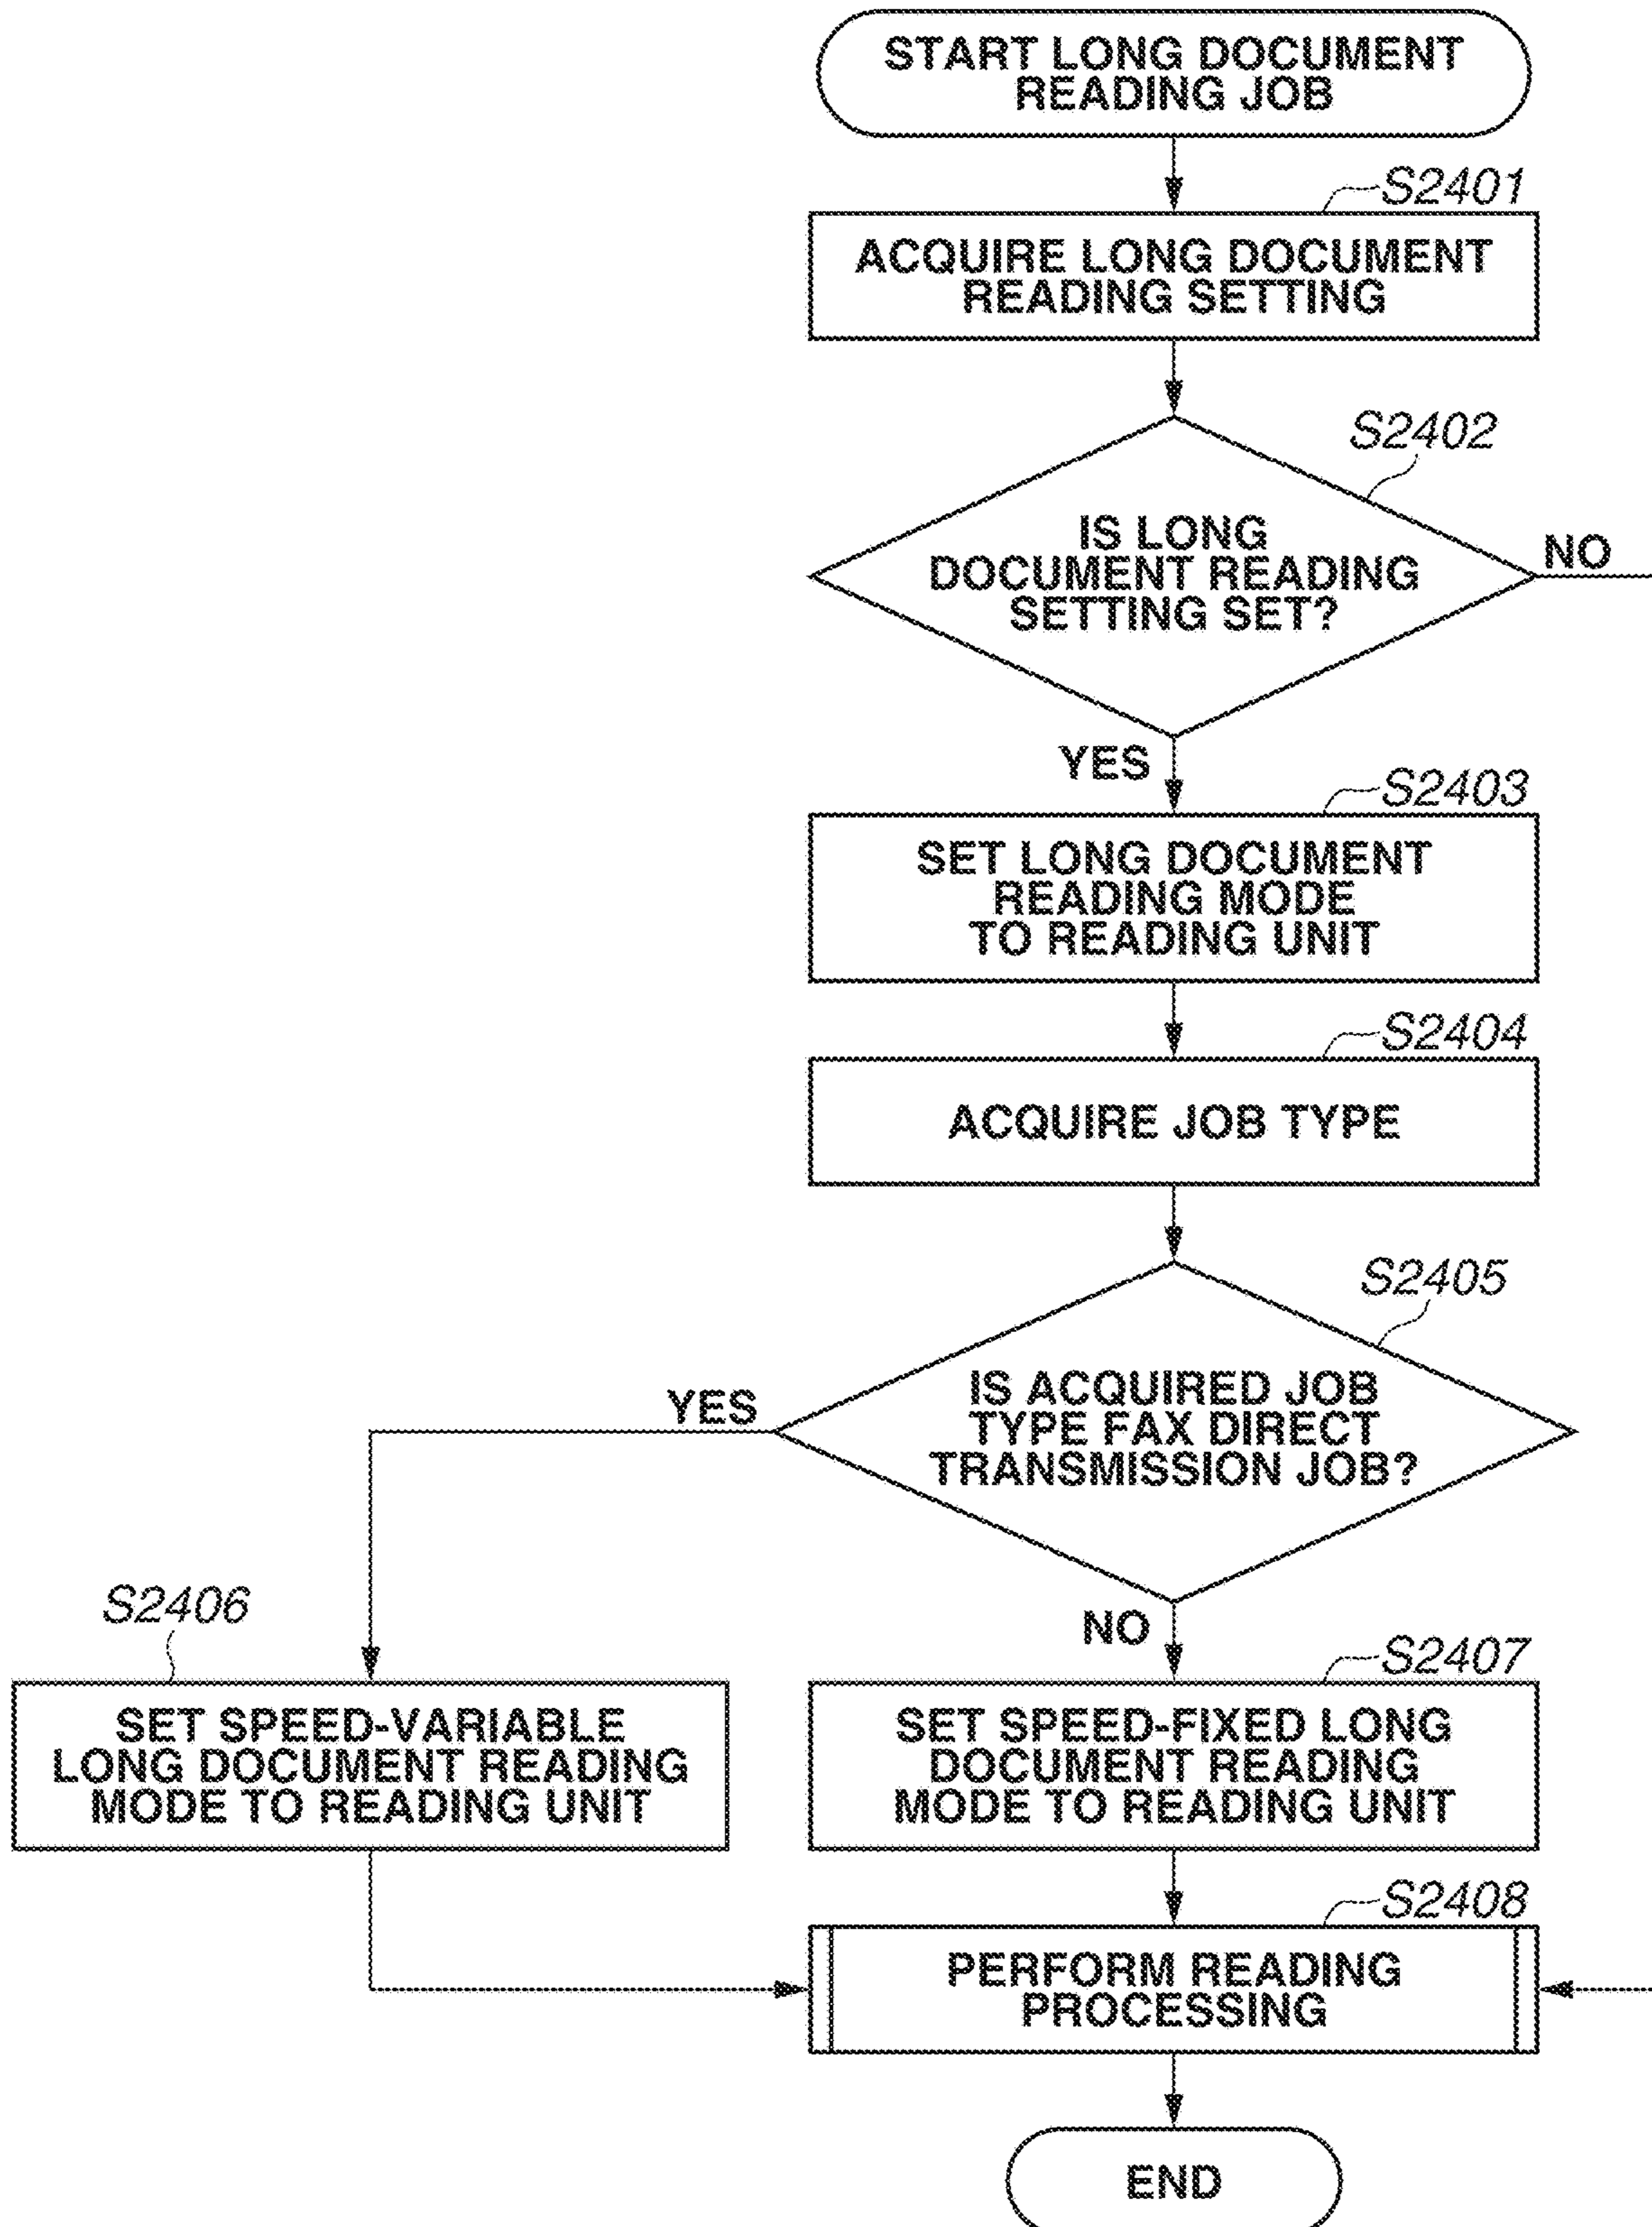 START LONG DOCUMENT
READING JOB
S2401
ACQUIRE LONG DOCUMENT
READING SETTING
S2402
IS LONG
DOCUMENT READING
SETTING SET?
NO
YES
S2403
SET LONG DOCUMENT
READING MODE
TO READING UNIT
S2404
ACQUIRE JOB TYPE
S2405
IS ACQUIRED JOB
TYPE FAX DIRECT
TRANSMISSION JOB?
YES
NO
S2406
SET SPEED-VARIABLE
LONG DOCUMENT READING
MODE TO READING UNIT
S2407
SET SPEED-FIXED LONG
DOCUMENT READING
MODE TO READING UNIT
S2408
PERFORM READING
PROCESSING
END